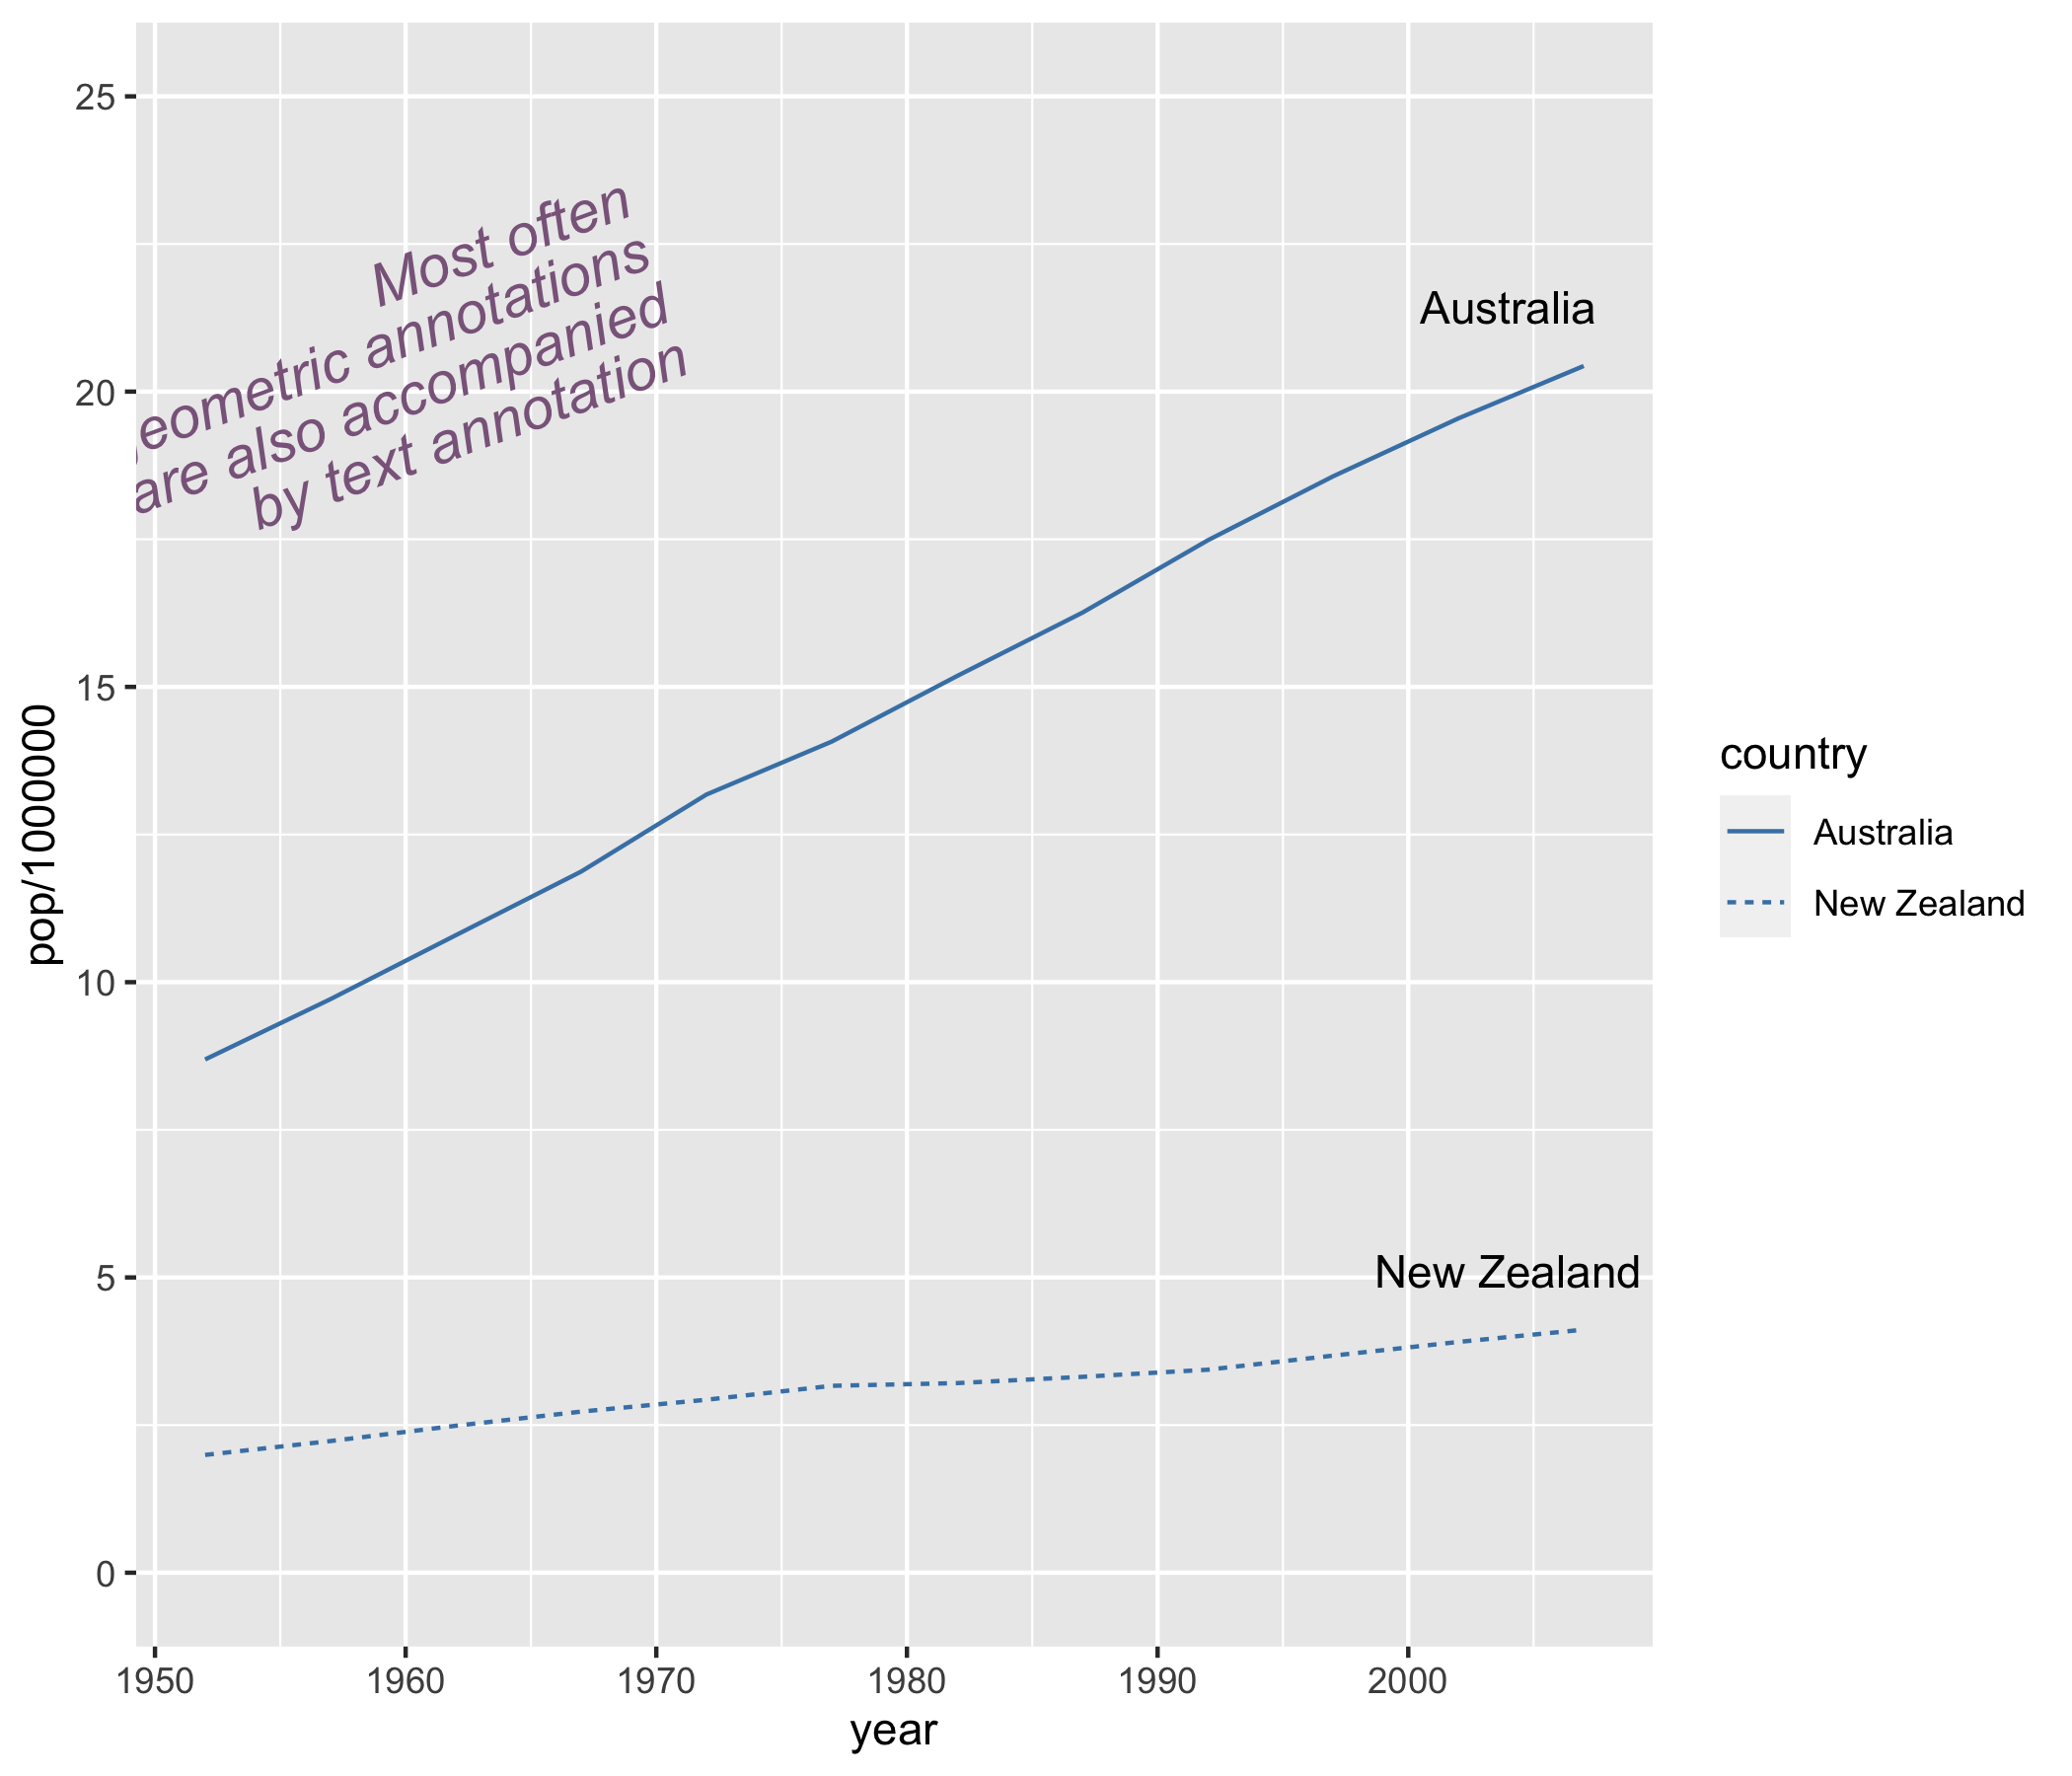 25
20
15
10
5
0
pop/1000000
Most often
eometric annotations
are also accompanied
by text annotation
Australia
New Zealand
1950 1960 1970 1980 1990 2000
year
country
Australia
New Zealand